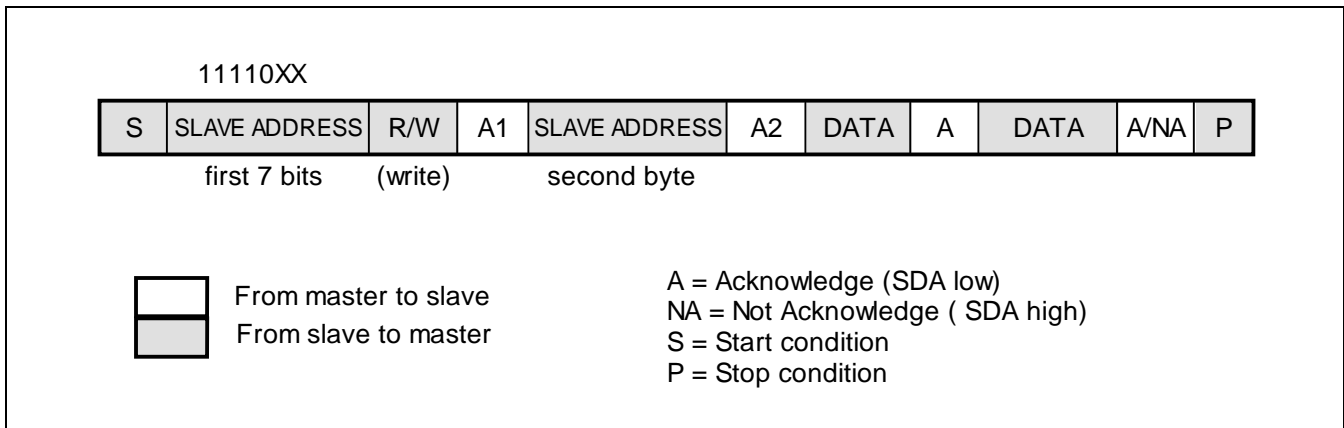 11110XX
S SLAVE ADDRESS R/W A1 SLAVE ADDRESS A2 DATA A DATA A/NA P
first 7 bits (write) second byte
From master to slave
From slave to master
A = Acknowledge (SDA low)
NA = Not Acknowledge ( SDA high)
S = Start condition
P = Stop condition